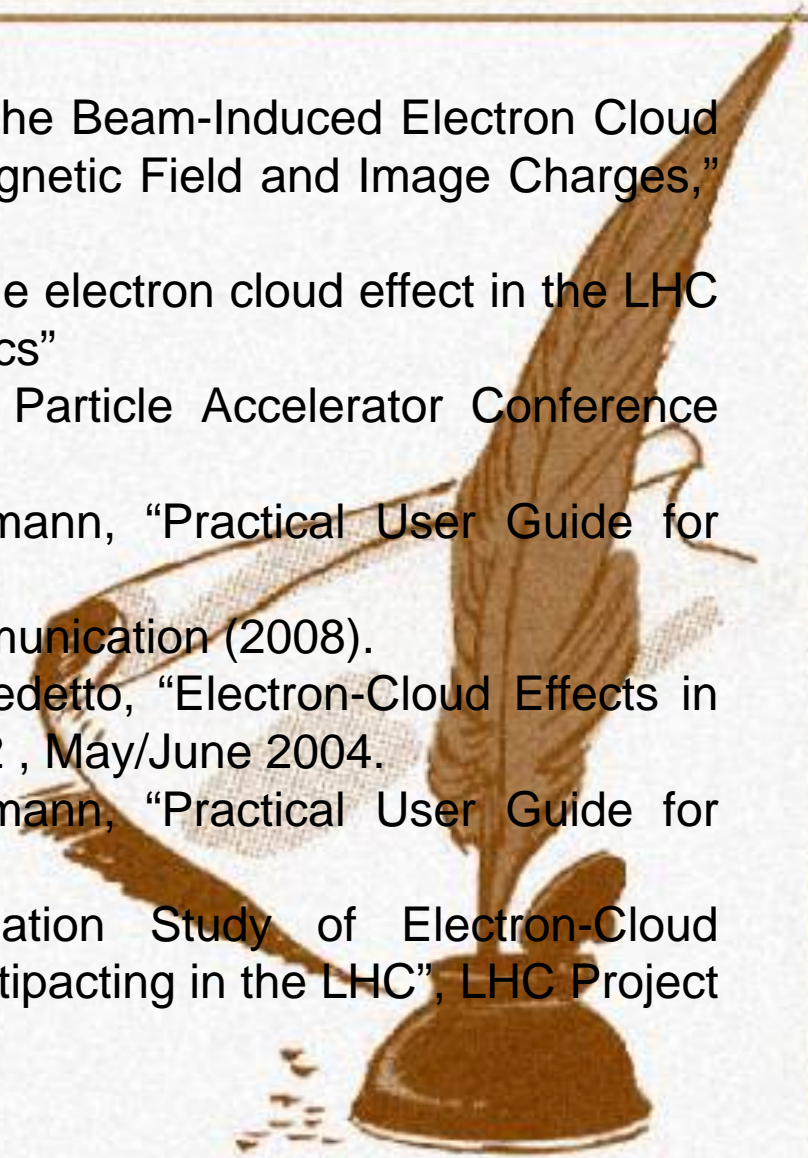 he Beam-Induced Electron Cloud
gnetic Field and Image Charges,”
e electron cloud effect in the LHC
cs”
Particle Accelerator Conference
mann, “Practical User Guide for
munication (2008).
edetto, “Electron-Cloud Effects in
2 , May/June 2004.
mann, “Practical User Guide for
ation Study of Electron-Cloud
tipacting in the LHC”, LHC Project